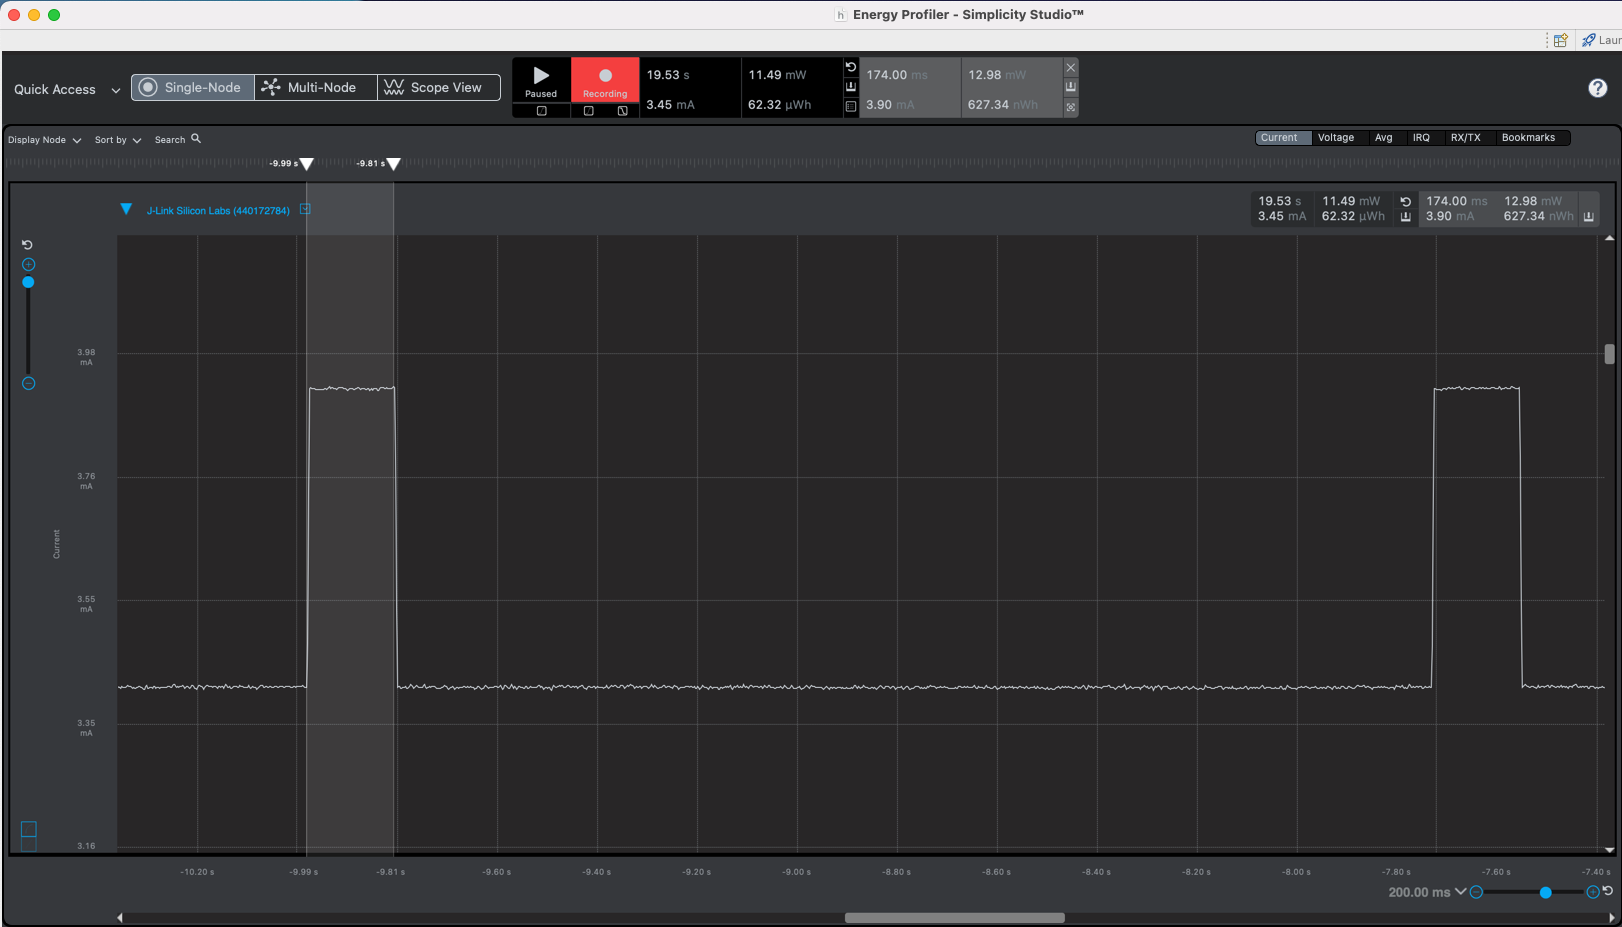 Energy Profiler - Simplicity Studio™
Laun
Quick Access
Single-Node
Multi-Node
Scope View
Paused
Recording
19.53 s
11.49 mW
174.00 ms
12.98 mW
3.45 mA
62.32 µWh
3.90 mA
627.34 nWh
Display Node
Sort by
Search
Current
Voltage
Avg
IRQ
RX/TX
Bookmarks
-9.99 s
-9.81 s
J-Link Silicon Labs (440172784)
19.53 s
11.49 mW
174.00 ms
12.98 mW
3.45 mA
62.32 µWh
3.90 mA
627.34 nWh
3.98
mA
3.76
mA
Current
3.55
mA
3.35
mA
3.16
-10.20 s
-9.99 s
-9.81 s
-9.60 s
-9.40 s
-9.20 s
-9.00 s
-8.80 s
-8.60 s
-8.40 s
-8.20 s
-8.00 s
-7.80 s
-7.60 s
-7.40 s
200.00 ms